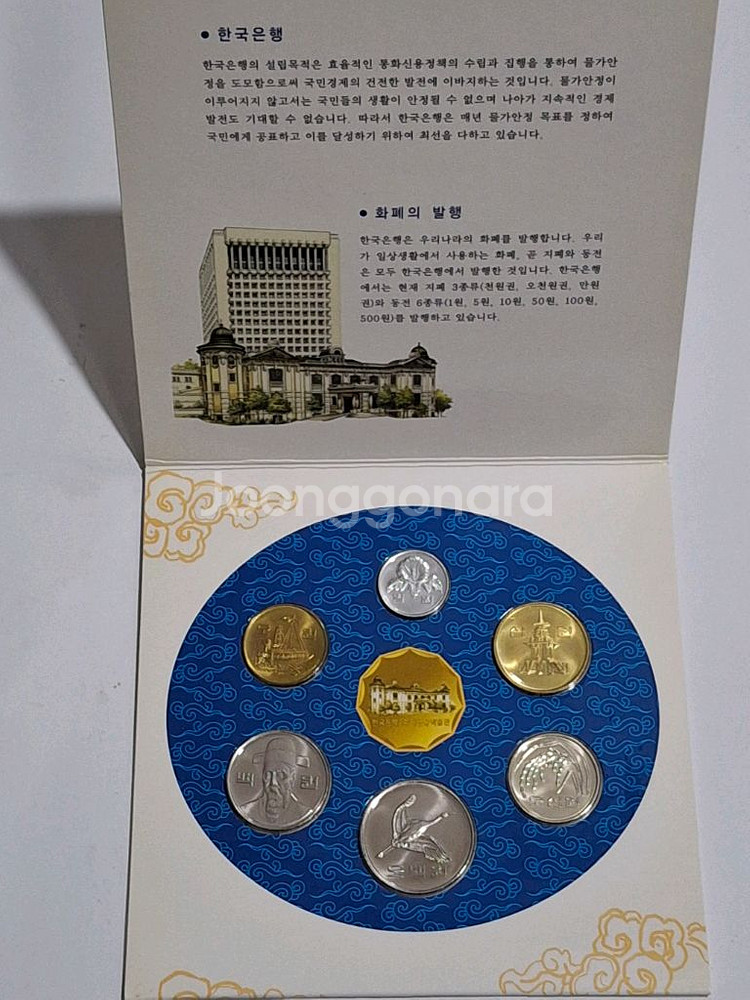 • 한국은행
한국은행의 설립목적은 효율적인 통화신용정책의 수립과 집행을 통하여 물가안
정을 도모함으로써 국민경제의 건전한 발전에 이바지하는 것입니다. 물가안정이
이루어지지 않고서는 국민들의 생활이 안정될 수 없으며 나아가 지속적인 경제
발전도 기대할 수 없습니다. 따라서 한국은행은 매년 물가안정 목표를 정하여
국민에게 공표하고 이를 달성하기 위하여 최선을 다하고 있습니다.
• 화폐의 발행
한국은행은 우리나라의 화폐를 발행합니다. 우리
가 일상생활에서 사용하는 화폐, 곧 지폐와 동전
은 모두 한국은행에서 발행한 것입니다. 한국은행
에서는 현재 지폐 3종류(천원권, 오천원권, 만원
권)와 동전 6종류(1원, 5원, 10원, 50원, 100원,
500원)를 발행하고 있습니다.
Joonggonara
일 원
오 원
십 원
백 원
오십원
오백원